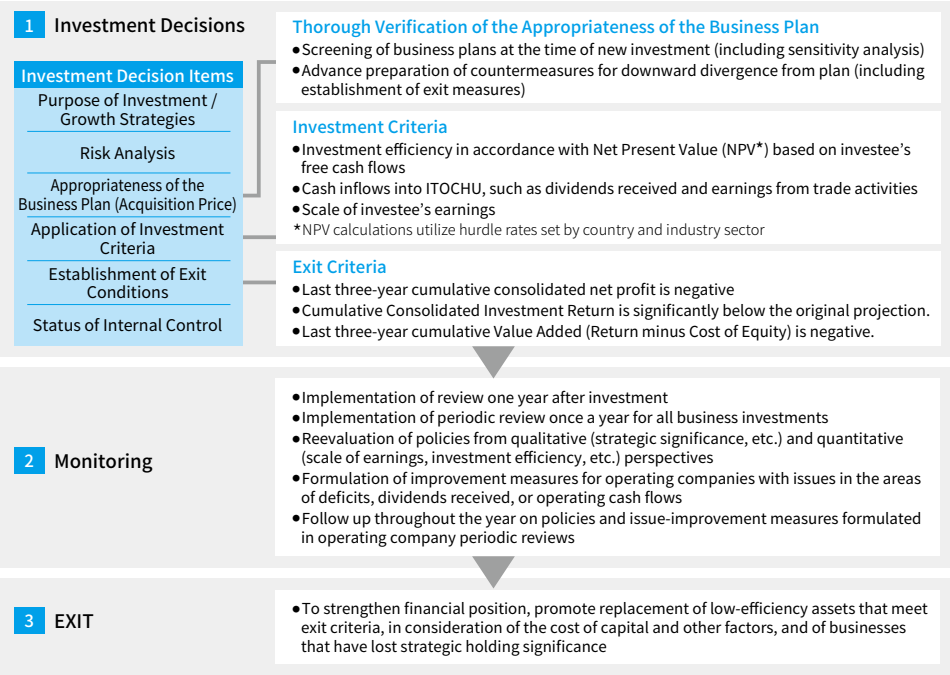 1 Investment Decisions
Investment Decision Items
Purpose of Investment /
Growth Strategies
Risk Analysis
Appropriateness of the
Business Plan (Acquisition Price)
Application of Investment
Criteria
Establishment of Exit
Conditions
Status of Internal Control
Thorough Verification of the Appropriateness of the Business Plan
●Screening of business plans at the time of new investment (including sensitivity analysis)
●Advance preparation of countermeasures for downward divergence from plan (including
establishment of exit measures)
Investment Criteria
●Investment efficiency in accordance with Net Present Value (NPV*) based on investee's
free cash flows
●Cash inflows into ITOCHU, such as dividends received and earnings from trade activities
●Scale of investee's earnings
*NPV calculations utilize hurdle rates set by country and industry sector
Exit Criteria
●Last three-year cumulative consolidated net profit is negative
●Cumulative Consolidated Investment Return is significantly below the original projection.
●Last three-year cumulative Value Added (Return minus Cost of Equity) is negative.
2 Monitoring
●Implementation of review one year after investment
●Implementation of periodic review once a year for all business investments
●Reevaluation of policies from qualitative (strategic significance, etc.) and quantitative
(scale of earnings, investment efficiency, etc.) perspectives
●Formulation of improvement measures for operating companies with issues in the areas
of deficits, dividends received, or operating cash flows
●Follow up throughout the year on policies and issue-improvement measures formulated
in operating company periodic reviews
3 EXIT
●To strengthen financial position, promote replacement of low-efficiency assets that meet
exit criteria, in consideration of the cost of capital and other factors, and of businesses
that have lost strategic holding significance